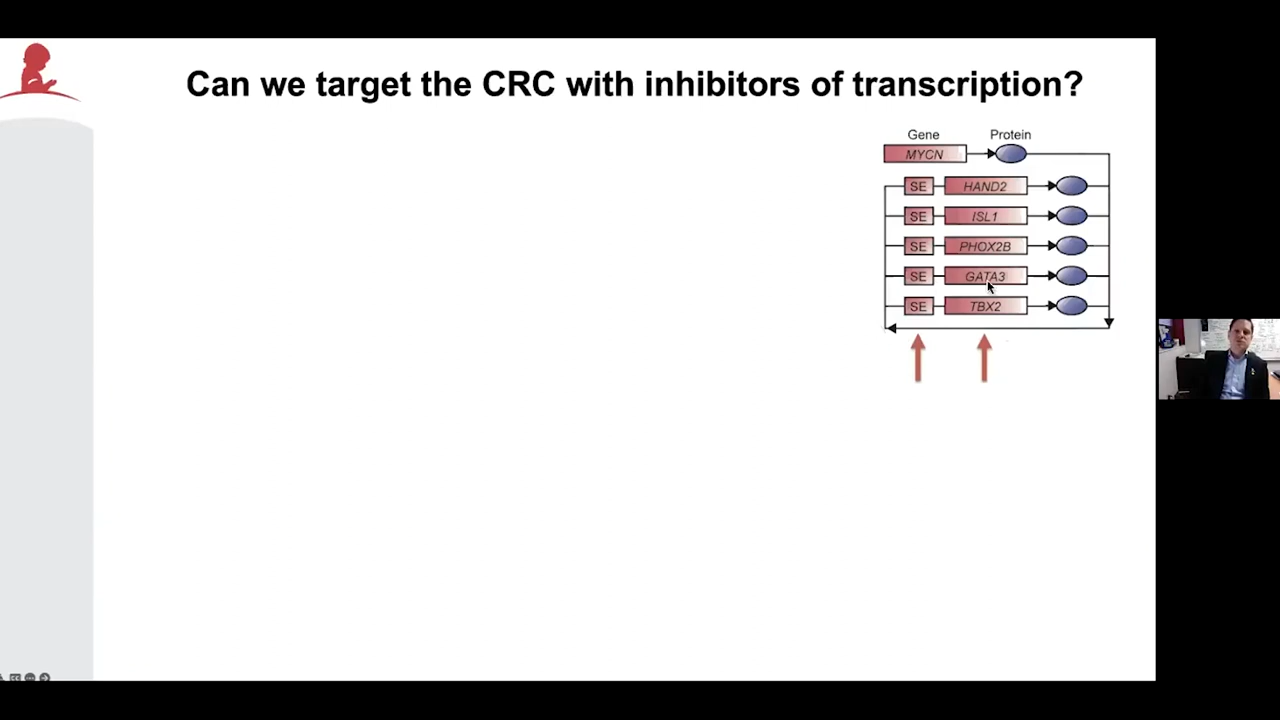 Can we target the CRC with inhibitors of transcription?
Gene Protein
MYCN
SE HAND2
SE ISL1
SE PHOX2B
SE GATA3
SE TBX2